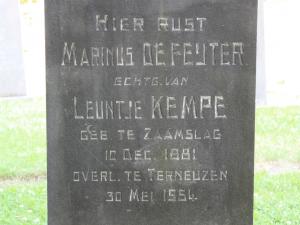 HIER RUST
MARINUS DE FEIJTER
ECHTG. VAN
LEUNTJE KEMPE
GEB TE ZAAMSLAG
10 DEC. 1881
OVERL. TE TERNEUZEN
30 MEI 1954.